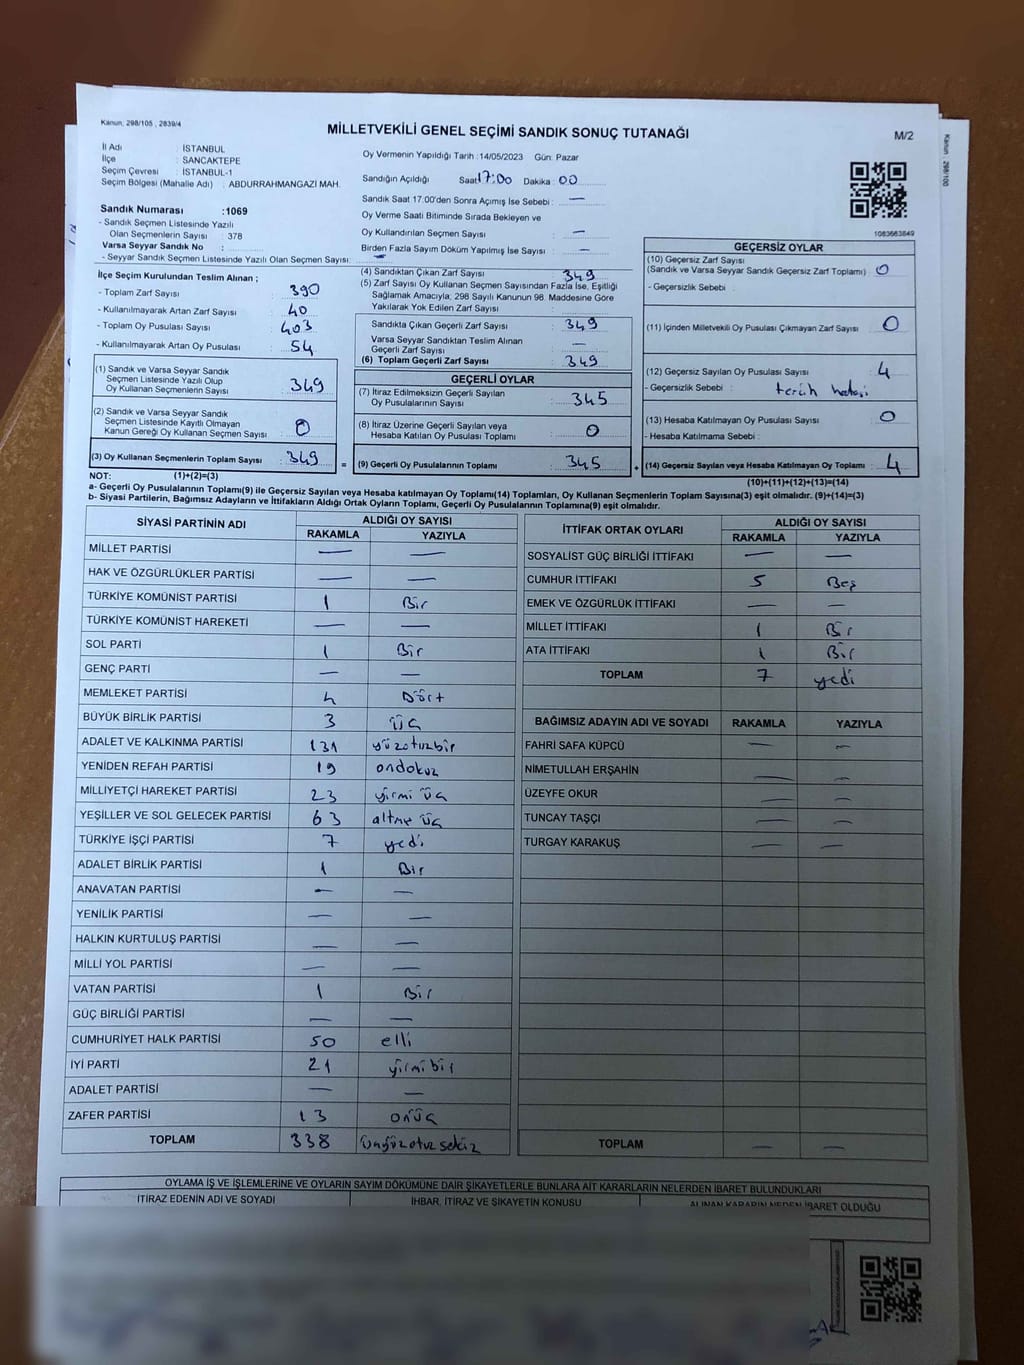 Kanun: 298/105 , 2839/4
MİLLETVEKİLİ GENEL SEÇİMİ SANDIK SONUÇ TUTANAĞI
M/2
Kanun : 298/100
İl Adı : İSTANBUL
İlçe : SANCAKTEPE
Seçim Çevresi : İSTANBUL-1
Seçim Bölgesi (Mahalle Adı) : ABDURRAHMANGAZI MAH.
Oy Vermenin Yapıldığı Tarih : 14/05/2023 Gün: Pazar
Sandığın Açıldığı Saat 17:00 Dakika : 00
Sandık Saat 17.00'den Sonra Açımış İse Sebebi : —
Oy Verme Saati Bitiminde Sırada Bekleyen ve
Oy Kullandırılan Seçmen Sayısı : —
Birden Fazla Sayım Döküm Yapılmış İse Sayısı : —
Sandık Numarası :1069
- Sandık Seçmen Listesinde Yazılı
Olan Seçmenlerin Sayısı : 378
Varsa Seyyar Sandık No :
- Seyyar Sandık Listesinde Yazılı Olan Seçmen Sayısı: —
1083663849
İlçe Seçim Kurulundan Teslim Alınan ;
- Toplam Zarf Sayısı : 390
- Kullanılmayarak Artan Zarf Sayısı : 40
- Toplam Oy Pusulası Sayısı : 403
- Kullanılmayarak Artan Oy Pusulası : 54
(1) Sandık ve Varsa Seyyar Sandık
Seçmen Listesinde Yazılı Olup
Oy Kullanan Seçmenlerin Sayısı : 349
(2) Sandık ve Varsa Seyyar Sandık
Seçmen Listesinde Kayıtlı Olmayan
Kanun Gereği Oy Kullanan Seçmen Sayısı : 0
(3) Oy Kullanan Seçmenlerin Toplam Sayısı : 349
(4) Sandıktan Çıkan Zarf Sayısı : 349
(5) Zarf Sayısı Oy Kullanan Seçmen Sayısından Fazla İse, Eşitliği
Sağlamak Amacıyla; 298 Sayılı Kanunun 98. Maddesine Göre
Yakılarak Yok Edilen Zarf Sayısı :
Sandıkta Çıkan Geçerli Zarf Sayısı : 349
Varsa Seyyar Sandıktan Teslim Alınan
Geçerli Zarf Sayısı : —
(6) Toplam Geçerli Zarf Sayısı : 349
GEÇERLİ OYLAR
(7) İtiraz Edilmeksizin Geçerli Sayılan
Oy Pusulalarının Sayısı : 345
(8) İtiraz Üzerine Geçerli Sayılan veya
Hesaba Katılan Oy Pusulası Toplamı : 0
= (9) Geçerli Oy Pusulalarının Toplamı : 345
GEÇERSİZ OYLAR
(10) Geçersiz Zarf Sayısı
(Sandık ve Varsa Seyyar Sandık Geçersiz Zarf Toplamı) : 0
- Geçersizlik Sebebi :
(11) İçinden Milletvekili Oy Pusulası Çıkmayan Zarf Sayısı : 0
(12) Geçersiz Sayılan Oy Pusulası Sayısı : 4
- Geçersizlik Sebebi : tercih hatası
(13) Hesaba Katılmayan Oy Pusulası Sayısı : 0
- Hesaba Katılmama Sebebi :
+ (14) Geçersiz Sayılan veya Hesaba Katılmayan Oy Toplamı : 4
NOT: (1)+(2)=(3)
(10)+(11)+(12)+(13)=(14)
a- Geçerli Oy Pusulalarının Toplamı(9) ile Geçersiz Sayılan veya Hesaba katılmayan Oy Toplamı(14) Toplamları, Oy Kullanan Seçmenlerin Toplam Sayısına(3) eşit olmalıdır. (9)+(14)=(3)
b- Siyasi Partilerin, Bağımsız Adayların ve İttifakların Aldığı Ortak Oyların Toplamı, Geçerli Oy Pusulalarının Toplamına(9) eşit olmalıdır.
SİYASİ PARTİNİN ADI ALDIĞI OY SAYISI
RAKAMLA YAZIYLA
MİLLET PARTİSİ — —
HAK VE ÖZGÜRLÜKLER PARTİSİ — —
TÜRKİYE KOMÜNİST PARTİSİ 1 Bir
TÜRKİYE KOMÜNİST HAREKETİ — —
SOL PARTİ 1 Bir
GENÇ PARTİ — —
MEMLEKET PARTİSİ 4 Dört
BÜYÜK BİRLİK PARTİSİ 3 üç
ADALET VE KALKINMA PARTİSİ 131 yüzotuzbir
YENİDEN REFAH PARTİSİ 19 ondokuz
MİLLİYETÇİ HAREKET PARTİSİ 23 yirmi üç
YEŞİLLER VE SOL GELECEK PARTİSİ 63 altmış üç
TÜRKİYE İŞÇİ PARTİSİ 7 yedi
ADALET BİRLİK PARTİSİ 1 Bir
ANAVATAN PARTİSİ — —
YENİLİK PARTİSİ — —
HALKIN KURTULUŞ PARTİSİ — —
MİLLİ YOL PARTİSİ — —
VATAN PARTİSİ 1 Bir
GÜÇ BİRLİĞİ PARTİSİ — —
CUMHURİYET HALK PARTİSİ 50 elli
İYİ PARTİ 21 yirmibir
ADALET PARTİSİ — —
ZAFER PARTİSİ 13 onüç
TOPLAM 338 üçyüzotuzsekiz
İTTİFAK ORTAK OYLARI ALDIĞI OY SAYISI
RAKAMLA YAZIYLA
SOSYALİST GÜÇ BİRLİĞİ İTTİFAKI — —
CUMHUR İTTİFAKI 5 Beş
EMEK VE ÖZGÜRLÜK İTTİFAKI — —
MİLLET İTTİFAKI 1 Bir
ATA İTTİFAKI 1 Bir
TOPLAM 7 yedi
BAĞIMSIZ ADAYIN ADI VE SOYADI RAKAMLA YAZIYLA
FAHRİ SAFA KÜPCÜ — —
NİMETULLAH ERŞAHİN — —
ÜZEYFE OKUR — —
TUNCAY TAŞÇI — —
TURGAY KARAKUŞ — —
TOPLAM — —
OYLAMA İŞ VE İŞLEMLERİNE VE OYLARIN SAYIM DÖKÜMÜNE DAİR ŞİKAYETLERLE BUNLARA AİT KARARLARIN NELERDEN İBARET BULUNDUKLARI
İTİRAZ EDENİN ADI VE SOYADI İHBAR, İTİRAZ VE ŞİKAYETİN KONUSU ALINAN KARARIN NEDEN İBARET OLDUĞU